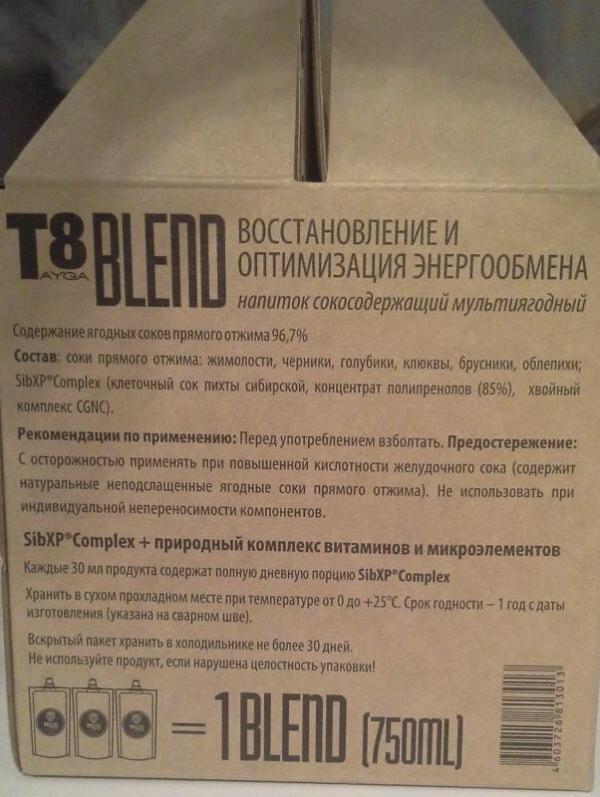 T8 BLEND
AYGA
ВОССТАНОВЛЕНИЕ И
ОПТИМИЗАЦИЯ ЭНЕРГООБМЕНА
напиток сокосодержащий мультиягодный
Содержание ягодных соков прямого отжима 96,7%
Состав: соки прямого отжима: жимолости, черники, голубики, клюквы, брусники, облепихи;
SibXP®Complex (клеточный сок пихты сибирской, концентрат полипренолов (85%), хвойный
комплекс CGNC).
Рекомендации по применению: Перед употреблением взболтать. Предостережение:
С осторожностью применять при повышенной кислотности желудочного сока (содержит
натуральные неподслащенные ягодные соки прямого отжима). Не использовать при
индивидуальной непереносимости компонентов.
SibXP®Complex + природный комплекс витаминов и микроэлементов
Каждые 30 мл продукта содержат полную дневную порцию SibXP®Complex
Хранить в сухом прохладном месте при температуре от 0 до +25°С. Срок годности – 1 год с даты
изготовления (указана на сварном шве).
Вскрытый пакет хранить в холодильнике не более 30 дней.
Не используйте продукт, если нарушена целостность упаковки!
= 1 BLEND (750ML)
4 603726 813013